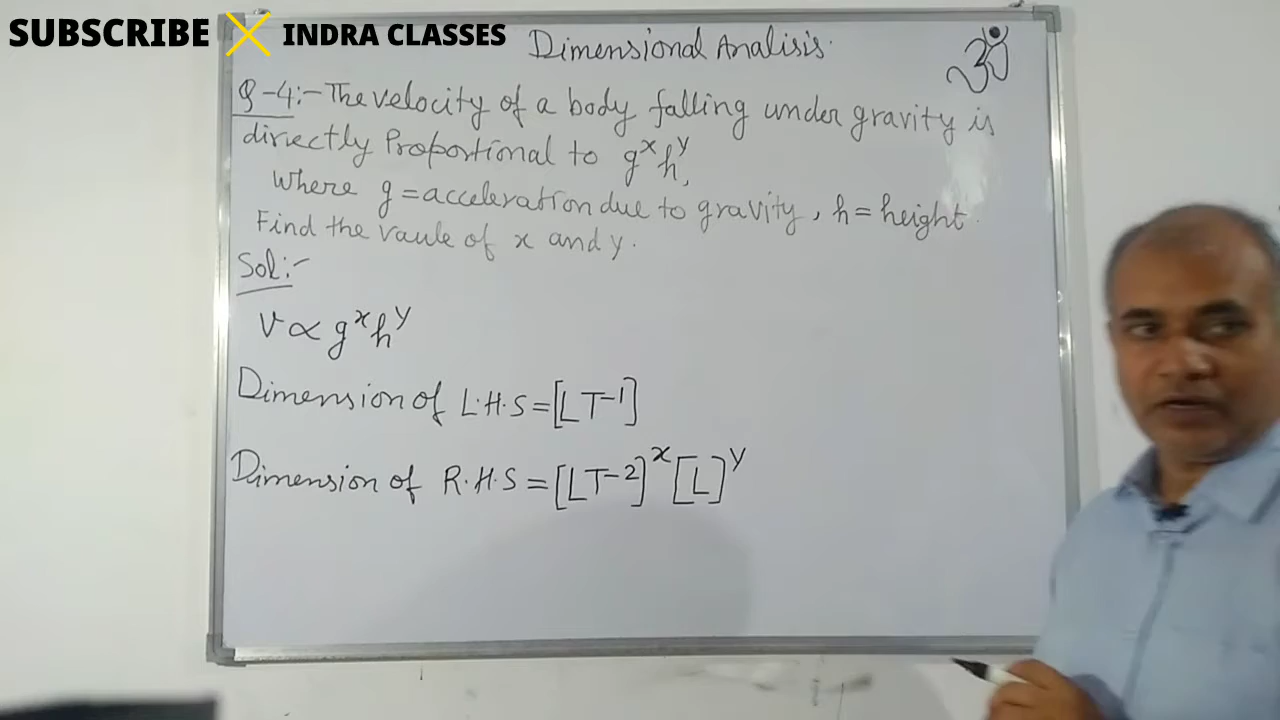 SUBSCRIBE INDRA CLASSES
Dimensional Analisis.
ॐ
Q-4:- The velocity of a body falling under gravity is
directly Proportional to g^x h^y,
Where g = acceleration due to gravity, h = height.
Find the vaule of x and y.
Sol:-
V ∝ g^x h^y
Dimension of L.H.S = [LT^-1]
Dimension of R.H.S = [LT^-2]^x [L]^y